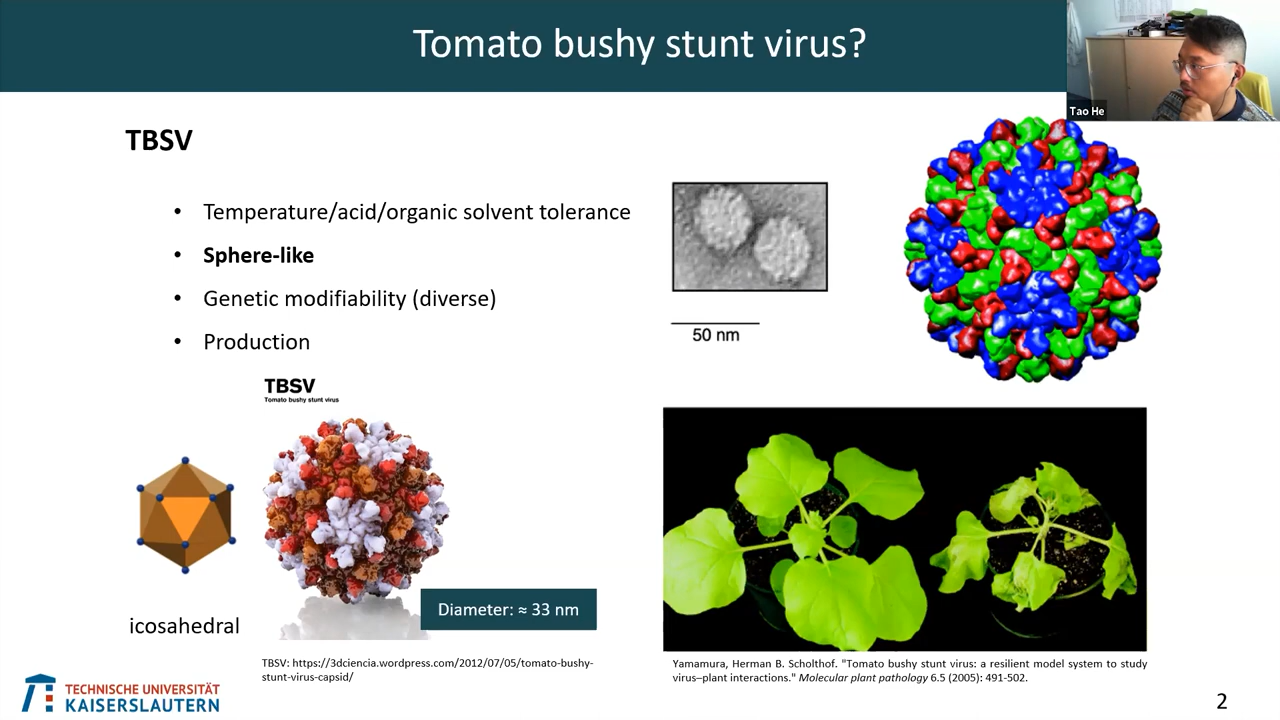 Tomato bushy stunt virus?
Tao He
TBSV
• Temperature/acid/organic solvent tolerance
• Sphere-like
• Genetic modifiability (diverse)
• Production
50 nm
TBSV
Tomato bushy stunt virus
Diameter: ≈ 33 nm
icosahedral
TBSV: https://3dciencia.wordpress.com/2012/07/05/tomato-bushy-
stunt-virus-capsid/
Yamamura, Herman B. Scholthof. "Tomato bushy stunt virus: a resilient model system to study
virus–plant interactions." Molecular plant pathology 6.5 (2005): 491-502.
TECHNISCHE UNIVERSITÄT
KAISERSLAUTERN
2